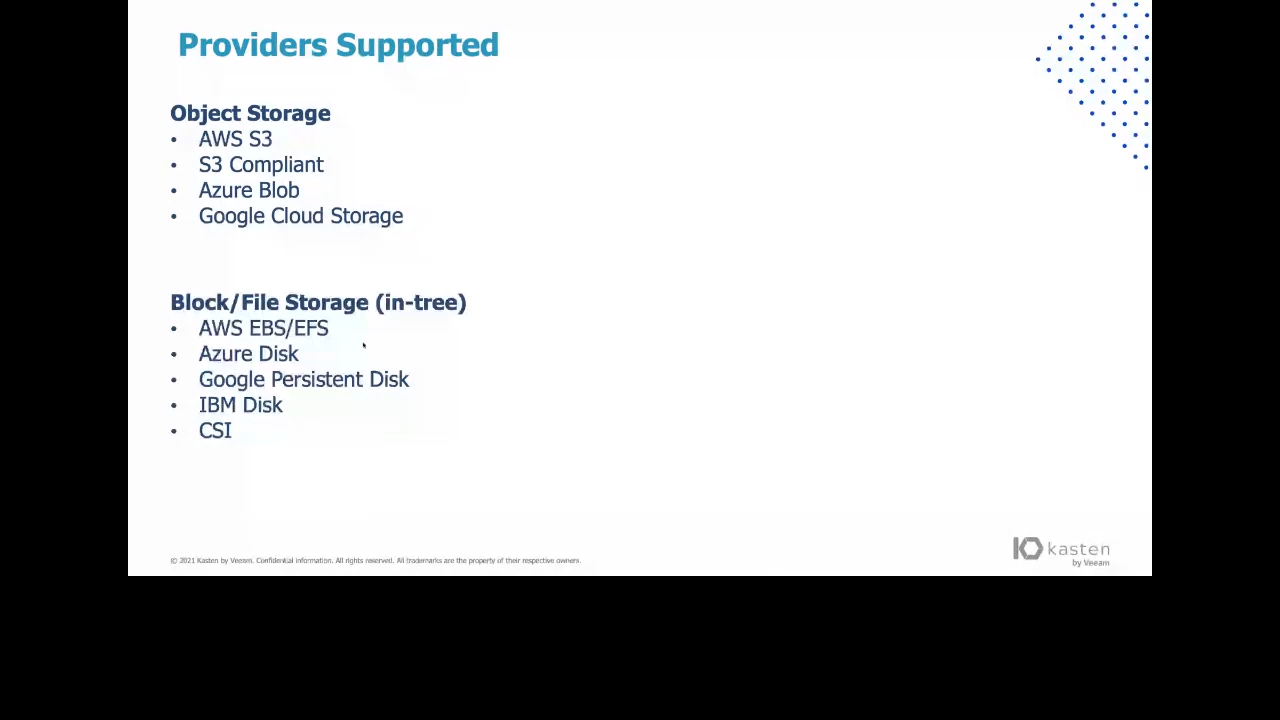 Providers Supported
Object Storage
• AWS S3
• S3 Compliant
• Azure Blob
• Google Cloud Storage
Block/File Storage (in-tree)
• AWS EBS/EFS
• Azure Disk
• Google Persistent Disk
• IBM Disk
• CSI
© 2021 Kasten by Veeam. Confidential information. All rights reserved. All trademarks are the property of their respective owners.
kasten
by Veeam